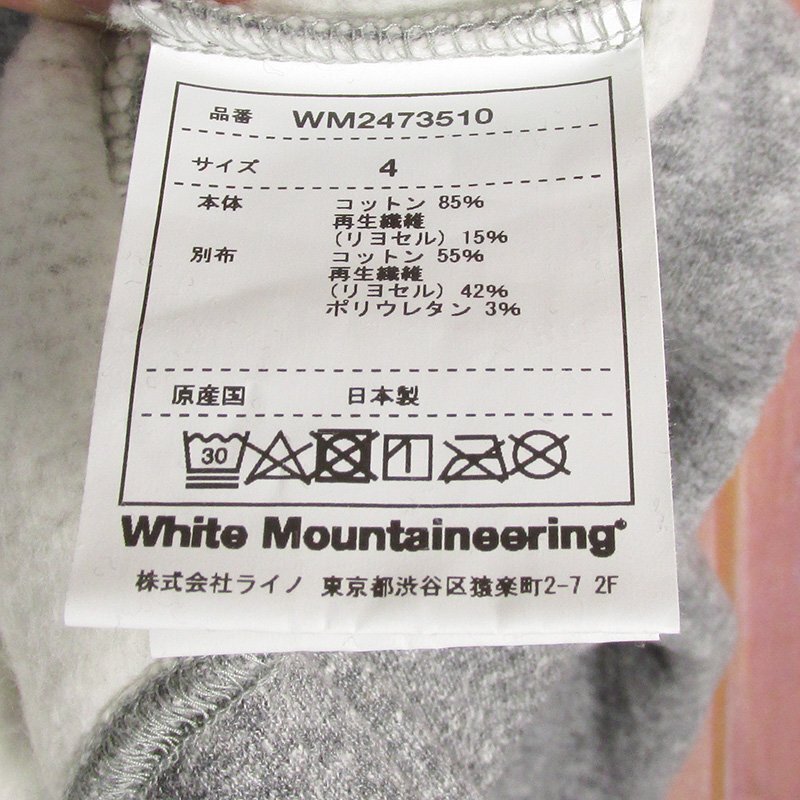 品番 WM2473510
サイズ 4
本体 コットン 85%
再生繊維
(リヨセル) 15%
別布 コットン 55%
再生繊維
(リヨセル) 42%
ポリウレタン 3%
原産国 日本製
30
White Mountaineering®
株式会社ライノ 東京都渋谷区猿楽町2-7 2F